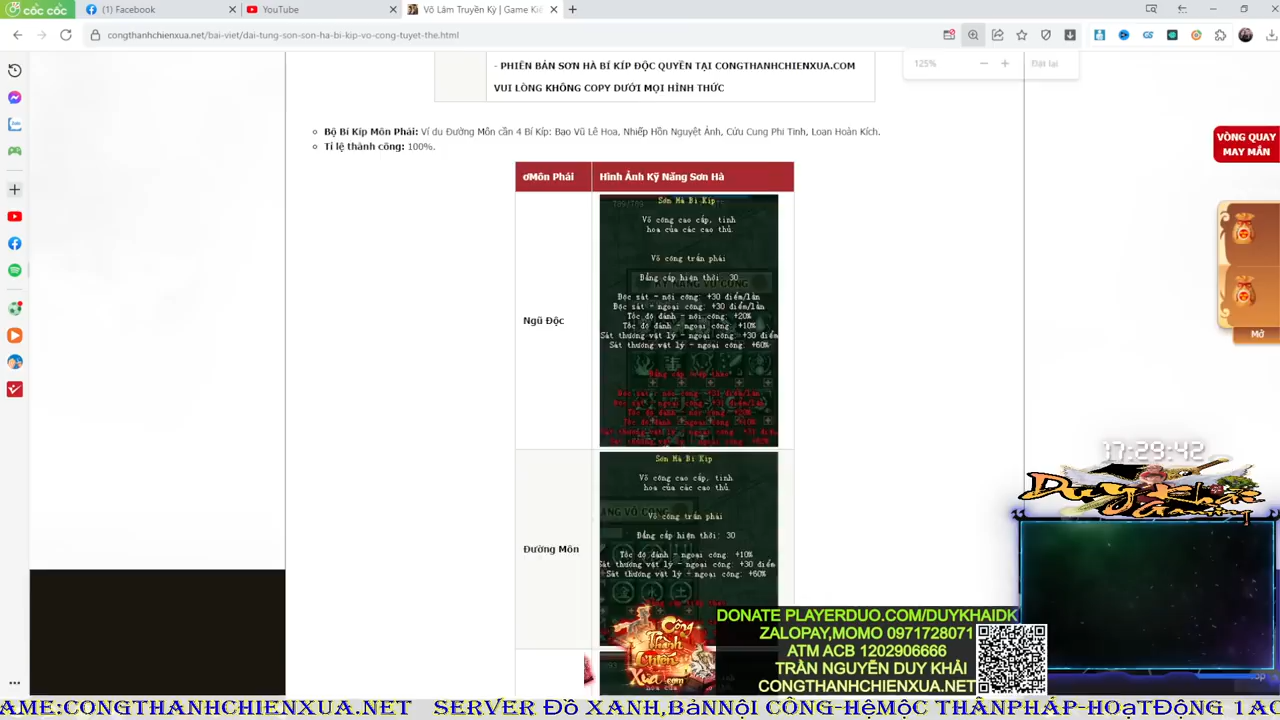 cốc cốc
(1) Facebook
YouTube
Võ Lâm Truyền Kỳ | Game Kiế
congthanhchienxua.net/bai-viet/dai-tung-son-son-ha-bi-kip-vo-cong-tuyet-the.html
125%
Đặt lại
- PHIÊN BẢN SƠN HÀ BÍ KÍP ĐỘC QUYỀN TẠI CONGTHANHCHIENXUA.COM
VUI LÒNG KHÔNG COPY DƯỚI MỌI HÌNH THỨC
Bộ Bí Kíp Môn Phái: Ví dụ Đường Môn cần 4 Bí Kíp: Bạo Vũ Lê Hoa, Nhiếp Hồn Nguyệt Ảnh, Cửu Cung Phi Tinh, Loạn Hoàn Kích.
Tỉ lệ thành công: 100%.
VÒNG QUAY
MAY MẮN
Mở
ơMôn Phái
Hình Ảnh Kỹ Năng Sơn Hà
Ngũ Độc
Sơn Hà Bí Kíp
Võ công cao cấp, tinh
hoa của các cao thủ.
Võ công trấn phái
Đẳng cấp hiện thời: 30
Độc sát - nội công: +30 điểm/lần
Độc sát - ngoại công: +30 điểm/lần
Tốc độ đánh - nội công: +20%
Tốc độ đánh - ngoại công: +10%
Sát thương vật lý - ngoại công: +30 điểm
Sát thương vật lý - ngoại công: +60%
Đường Môn
Sơn Hà Bí Kíp
Võ công cao cấp, tinh
hoa của các cao thủ.
Võ công trấn phái
Đẳng cấp hiện thời: 30
Tốc độ đánh - ngoại công: +10%
Sát thương vật lý - ngoại công: +30 điểm
Sát thương vật lý - ngoại công: +60%
17:29:42
Duy Khải
Gaming
Công
Thành
Chiến
Xưa.com
DONATE PLAYERDUO.COM/DUYKHAIDK
ZALOPAY,MOMO 0971728071
ATM ACB 1202906666
TRẦN NGUYỄN DUY KHẢI
CONGTHANHCHIENXUA.NET
AME:CÔNGTHANHCHIENXUA.NET SERVER Đồ XANH,BảNNộI CÔNG-HệMộC THÂNPHÁP-HOạTĐỘNG 1AC